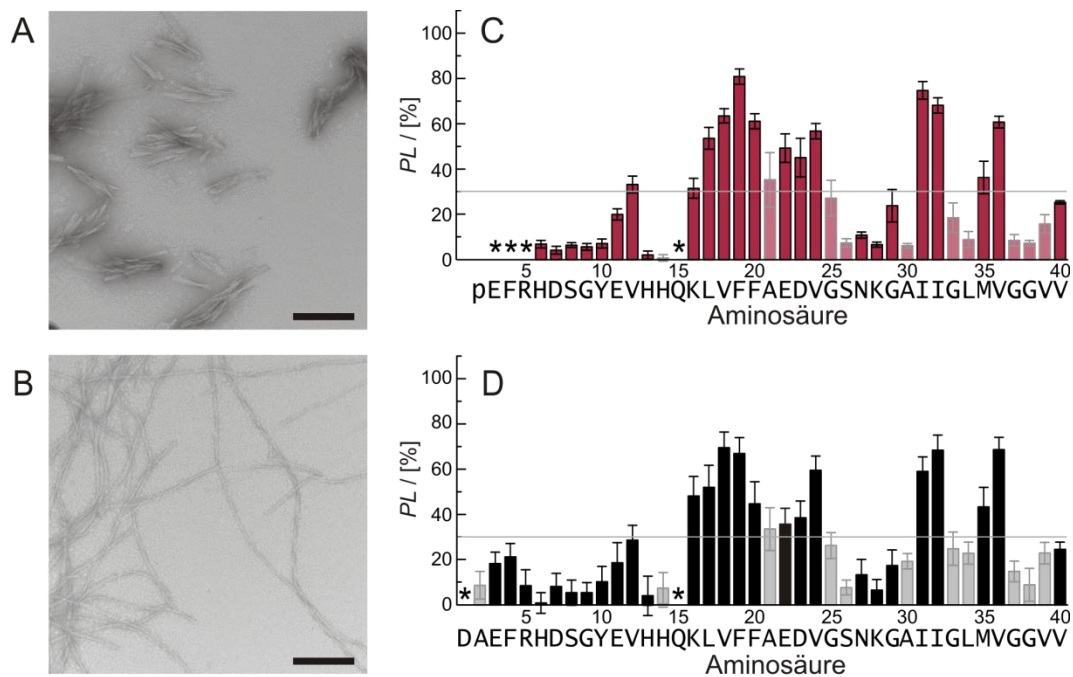 A
C
PL / [%]
100
80
60
40
20
0
***
*
5 10 15 20 25 30 35 40
pEFRHDSGYEVHHQKLVFFAEDVGSNKGAIIGLMVGGVV
Aminosäure
B
D
PL / [%]
100
80
60
40
20
0
*
*
5 10 15 20 25 30 35 40
DAEFRHDSGYEVHHQKLVFFAEDVGSNKGAIIGLMVGGVV
Aminosäure